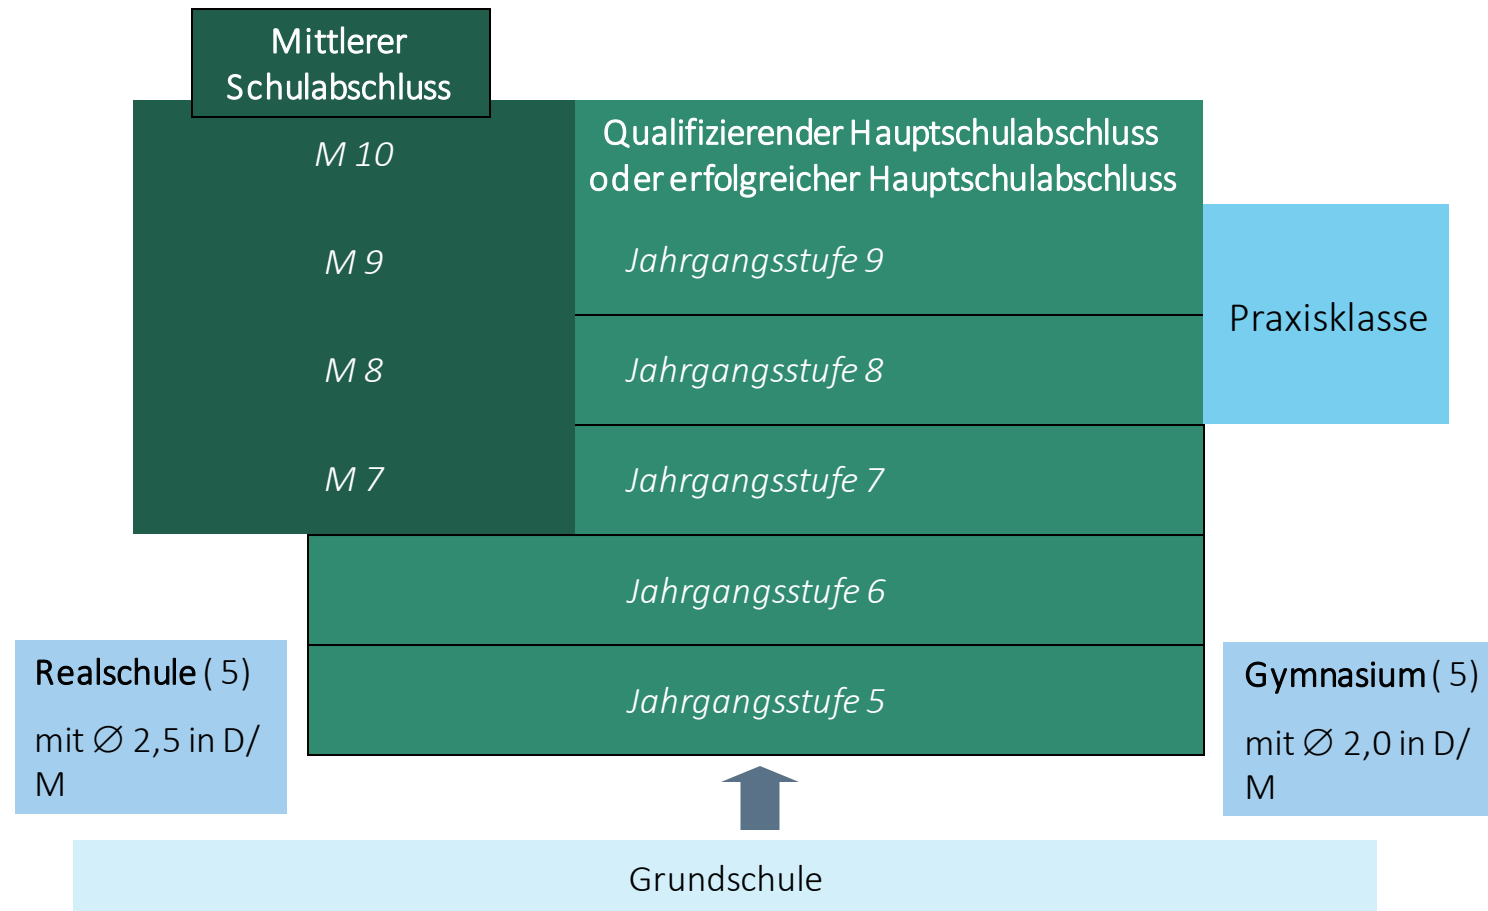 Mittlerer
Schulabschluss
M 10
Qualifizierender Hauptschulabschluss
oder erfolgreicher Hauptschulabschluss
M 9
Jahrgangsstufe 9
Praxisklasse
M 8
Jahrgangsstufe 8
M 7
Jahrgangsstufe 7
Jahrgangsstufe 6
Realschule ( 5)
mit ∅ 2,5 in D/
M
Jahrgangsstufe 5
Gymnasium ( 5)
mit ∅ 2,0 in D/
M
Grundschule